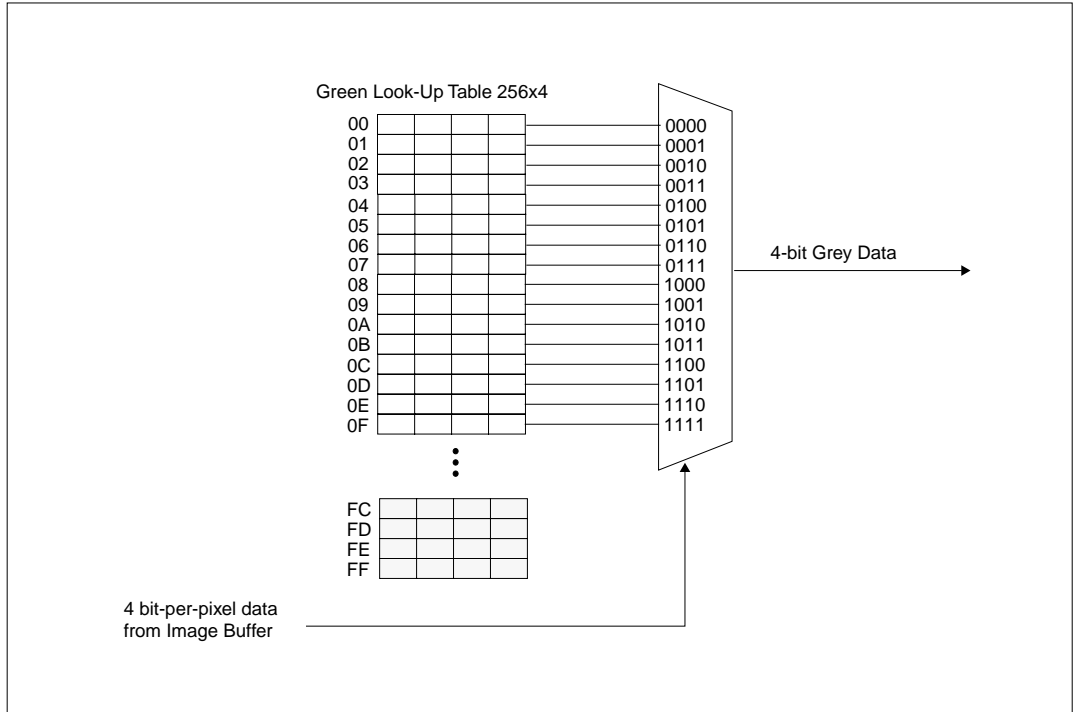 Green Look-Up Table 256x4
00 0000
01 0001
02 0010
03 0011
04 0100
05 0101
06 0110
07 0111
08 1000
09 1001
0A 1010
0B 1011
0C 1100
0D 1101
0E 1110
0F 1111
4-bit Grey Data
FC
FD
FE
FF
4 bit-per-pixel data
from Image Buffer